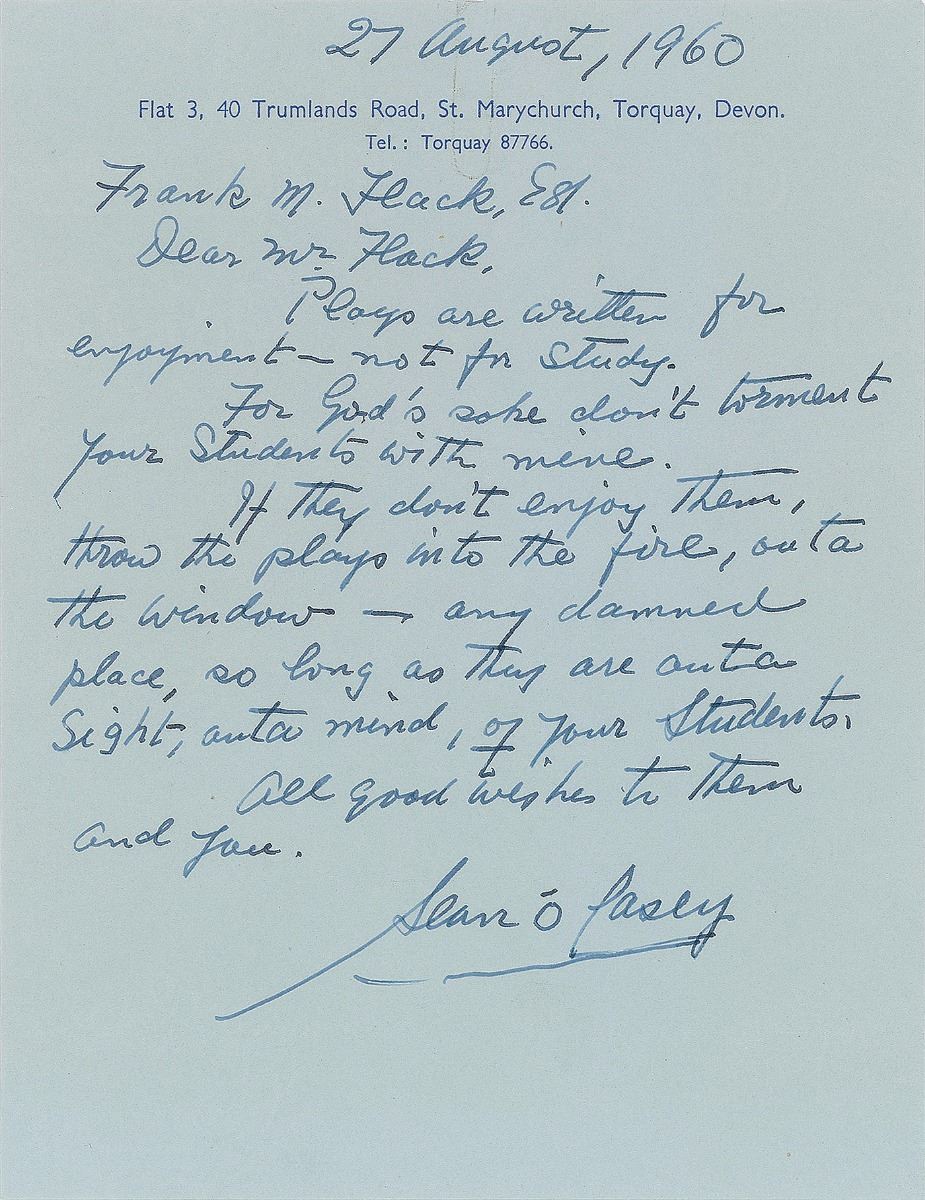 27 August, 1960
Flat 3, 40 Trumlands Road, St. Marychurch, Torquay, Devon.
Tel. : Torquay 87766.
Frank M. Flack, Esq.
Dear Mr Flack,
Plays are written for
enjoyment — not for Study.
For God's sake don't torment
your Students with mine.
If they don't enjoy them,
throw the plays into the fire, outa
the window — any damned
place, so long as they are outa
Sight, outa mind, of your Students.
All good wishes to them
and you.
Sean Ó Casey